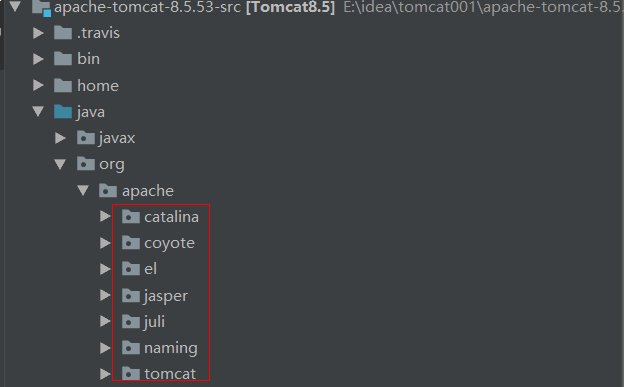 apache-tomcat-8.5.53-src [Tomcat8.5] E:\idea\tomcat001\apache-tomcat-8.5
.travis
bin
home
java
javax
org
apache
catalina
coyote
el
jasper
juli
naming
tomcat